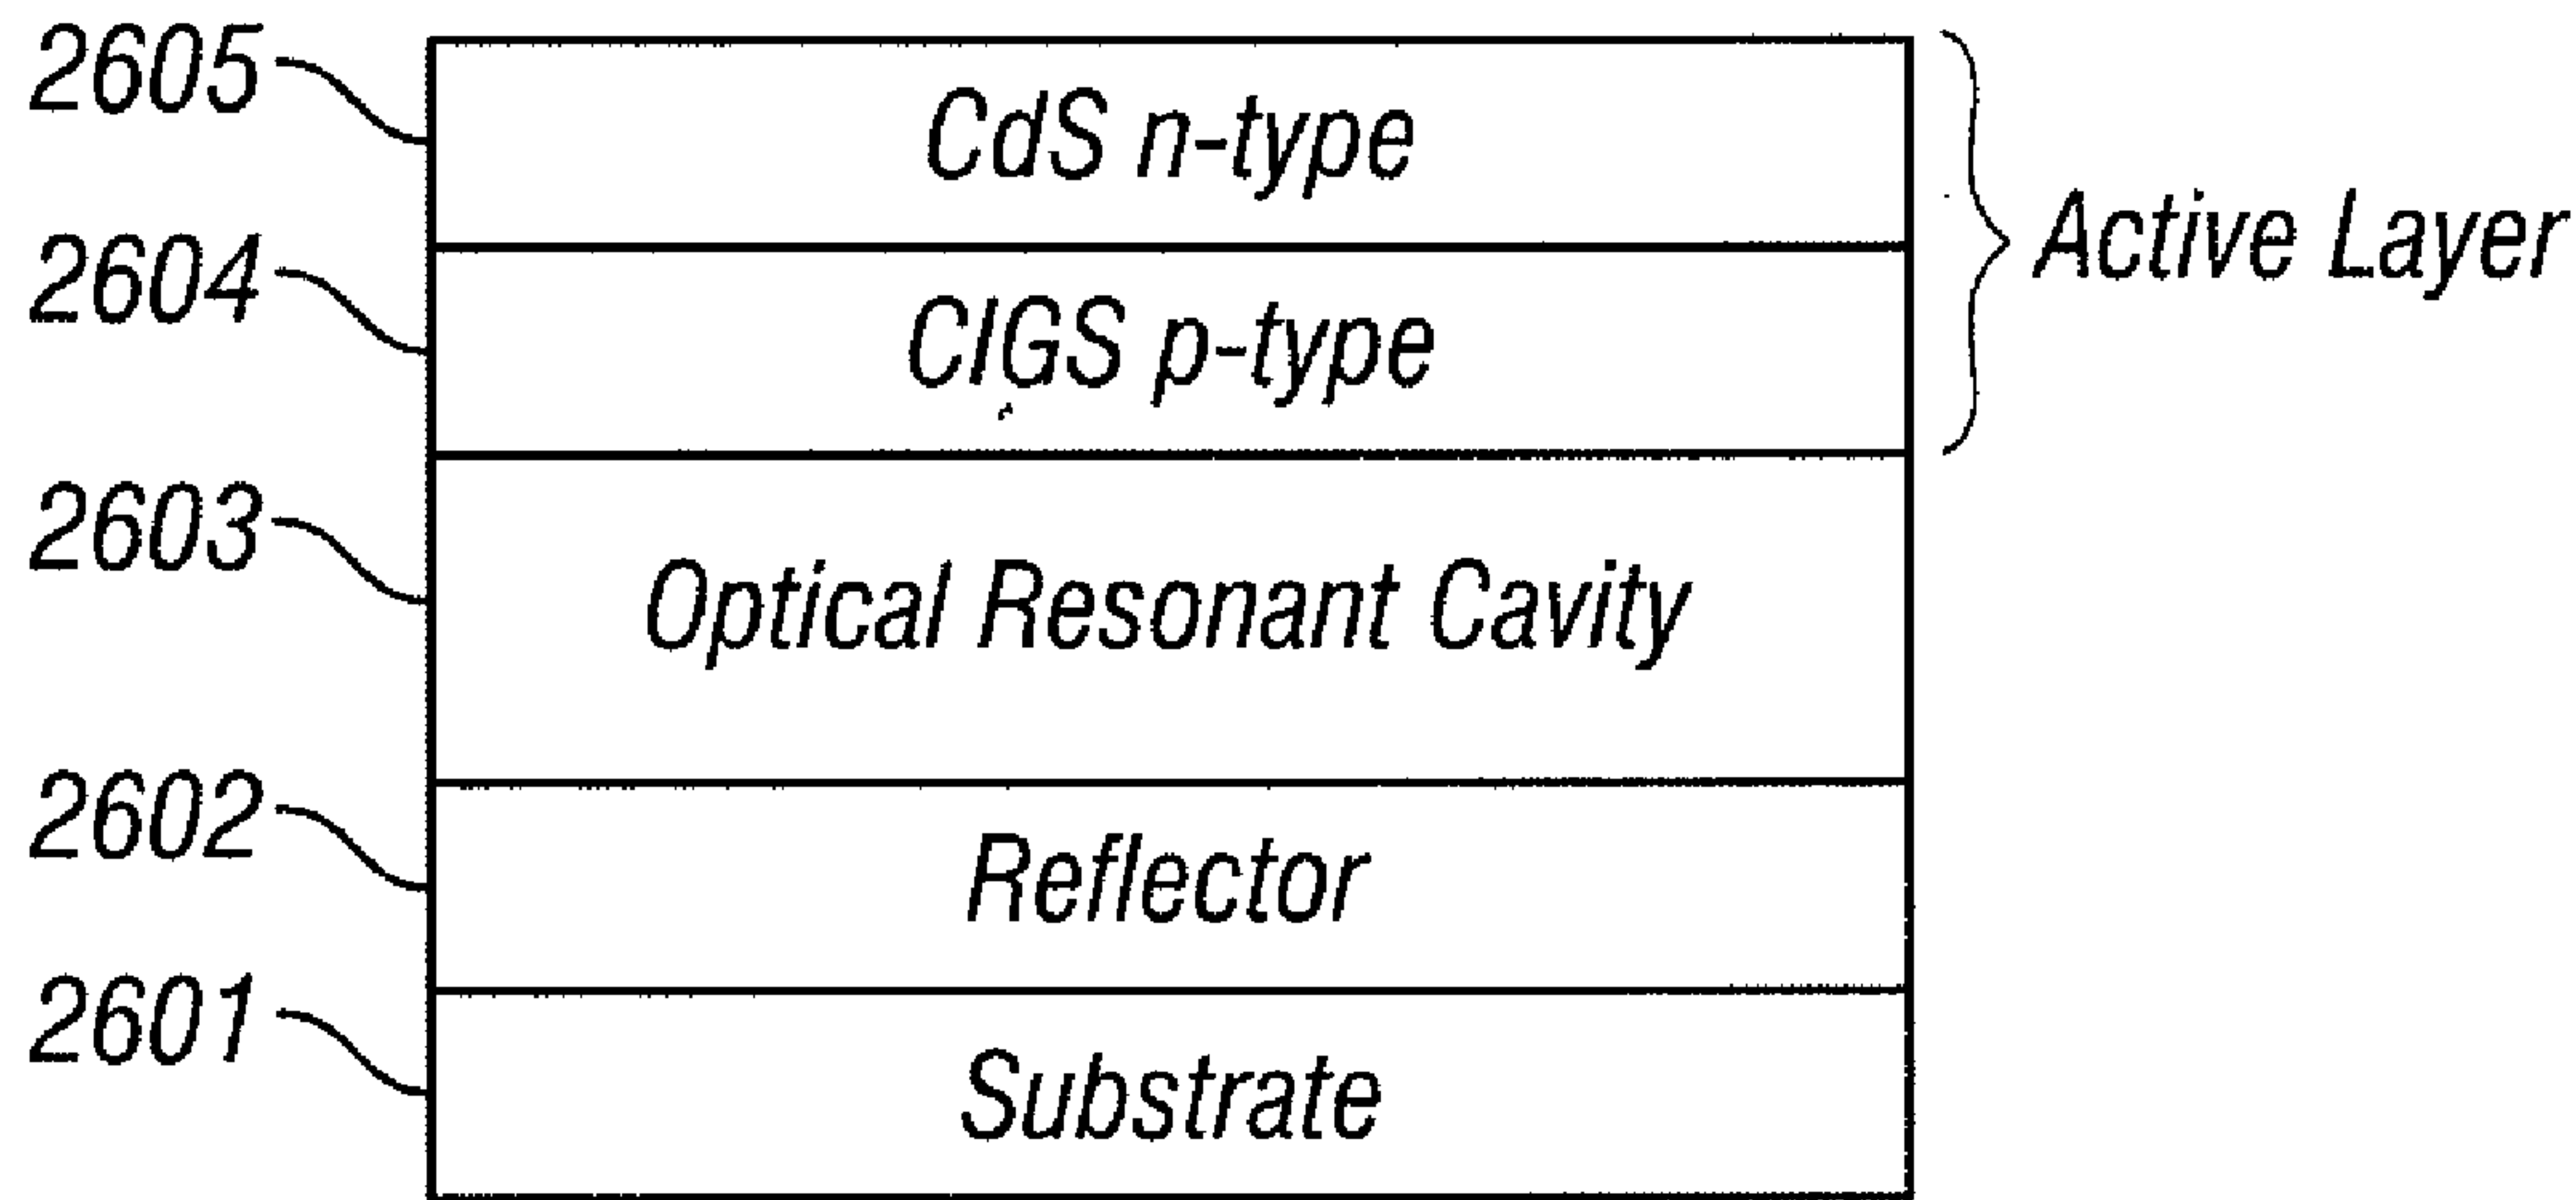 2605
CdS n-type
2604
CIGS p-type
Active Layer
2603
Optical Resonant Cavity
2602
Reflector
2601
Substrate